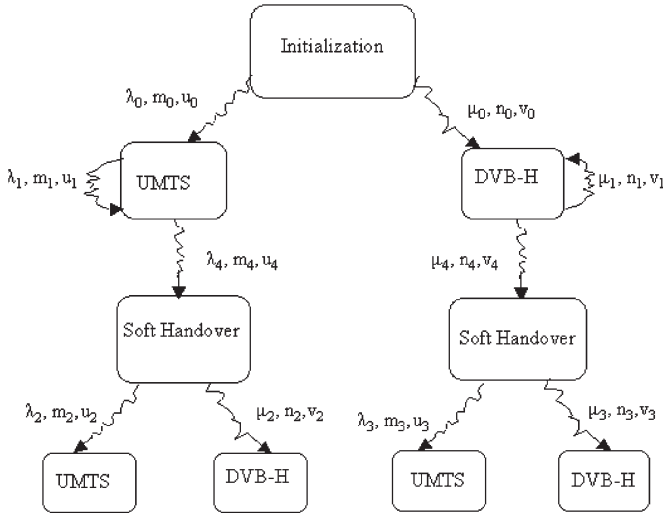 Initialization
λ0, m0, u0
μ0, n0, v0
λ1, m1, u1
UMTS
DVB-H
μ1, n1, v1
λ4, m4, u4
μ4, n4, v4
Soft Handover
Soft Handover
λ2, m2, u2
μ2, n2, v2
λ3, m3, u3
μ3, n3, v3
UMTS
DVB-H
UMTS
DVB-H